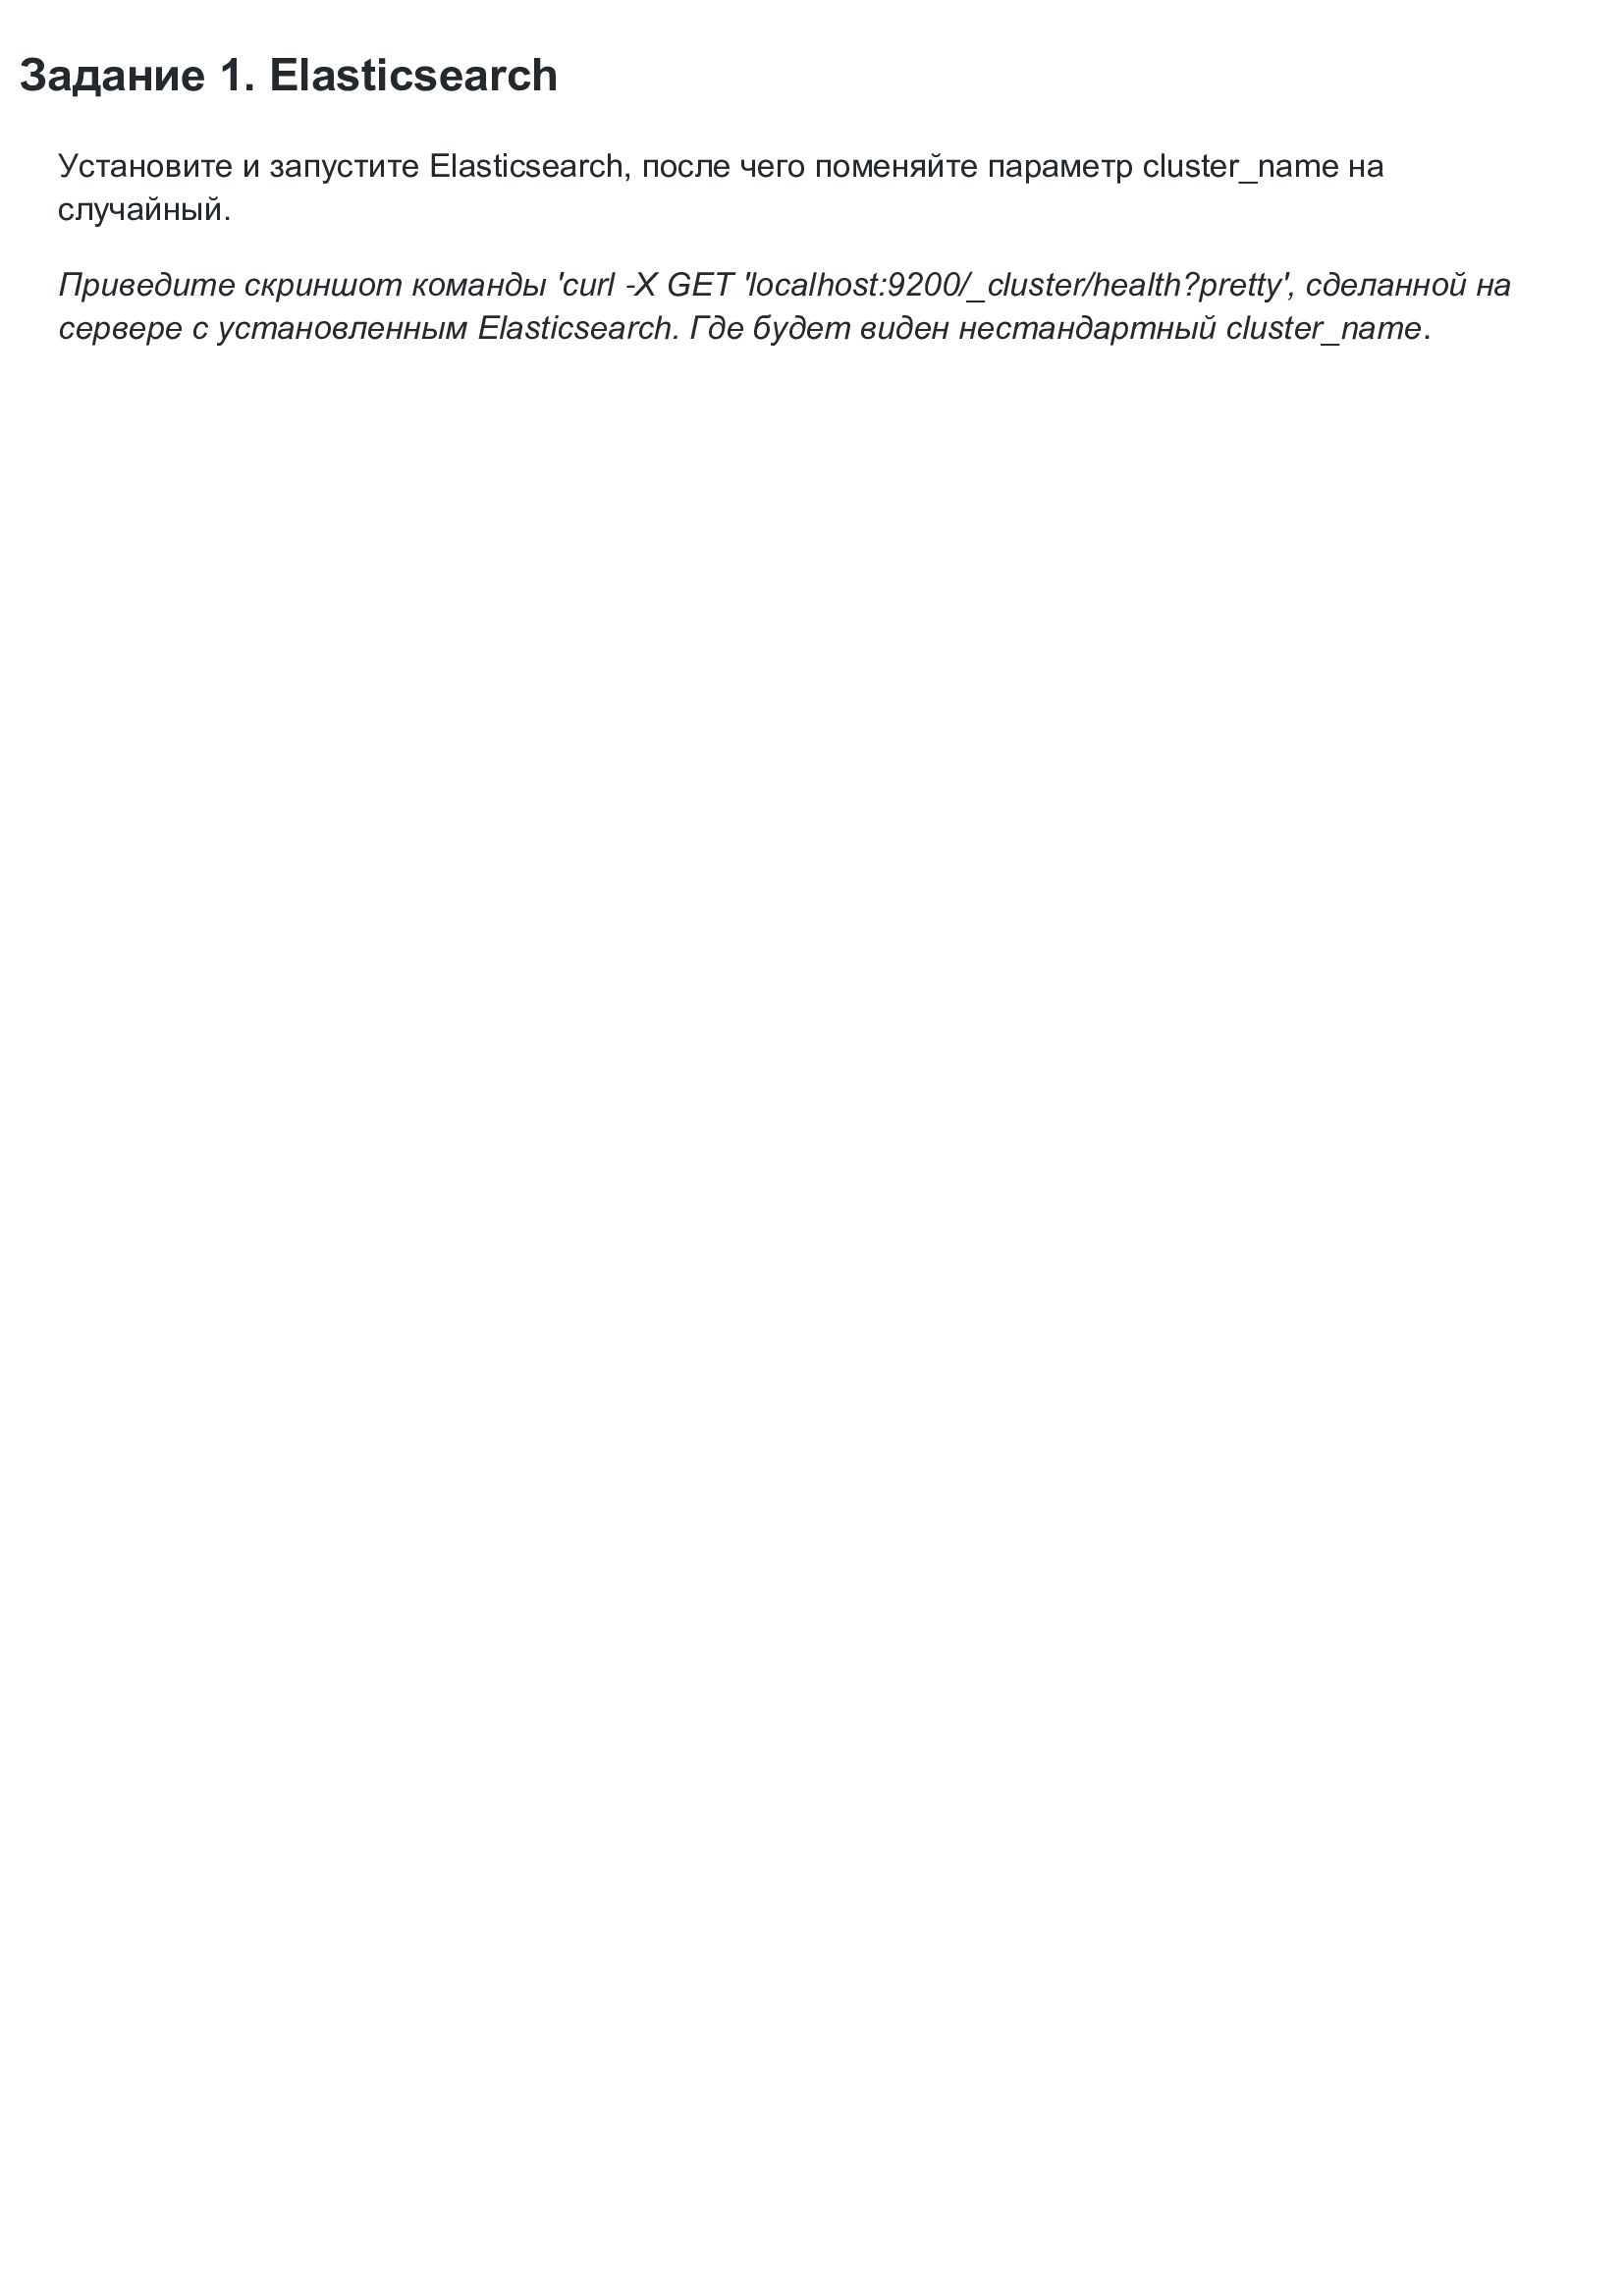 Задание 1. Elasticsearch
Установите и запустите Elasticsearch, после чего поменяйте параметр cluster_name на
случайный.
Приведите скриншот команды 'curl -X GET 'localhost:9200/_cluster/health?pretty', сделанной на
сервере с установленным Elasticsearch. Где будет виден нестандартный cluster_name.